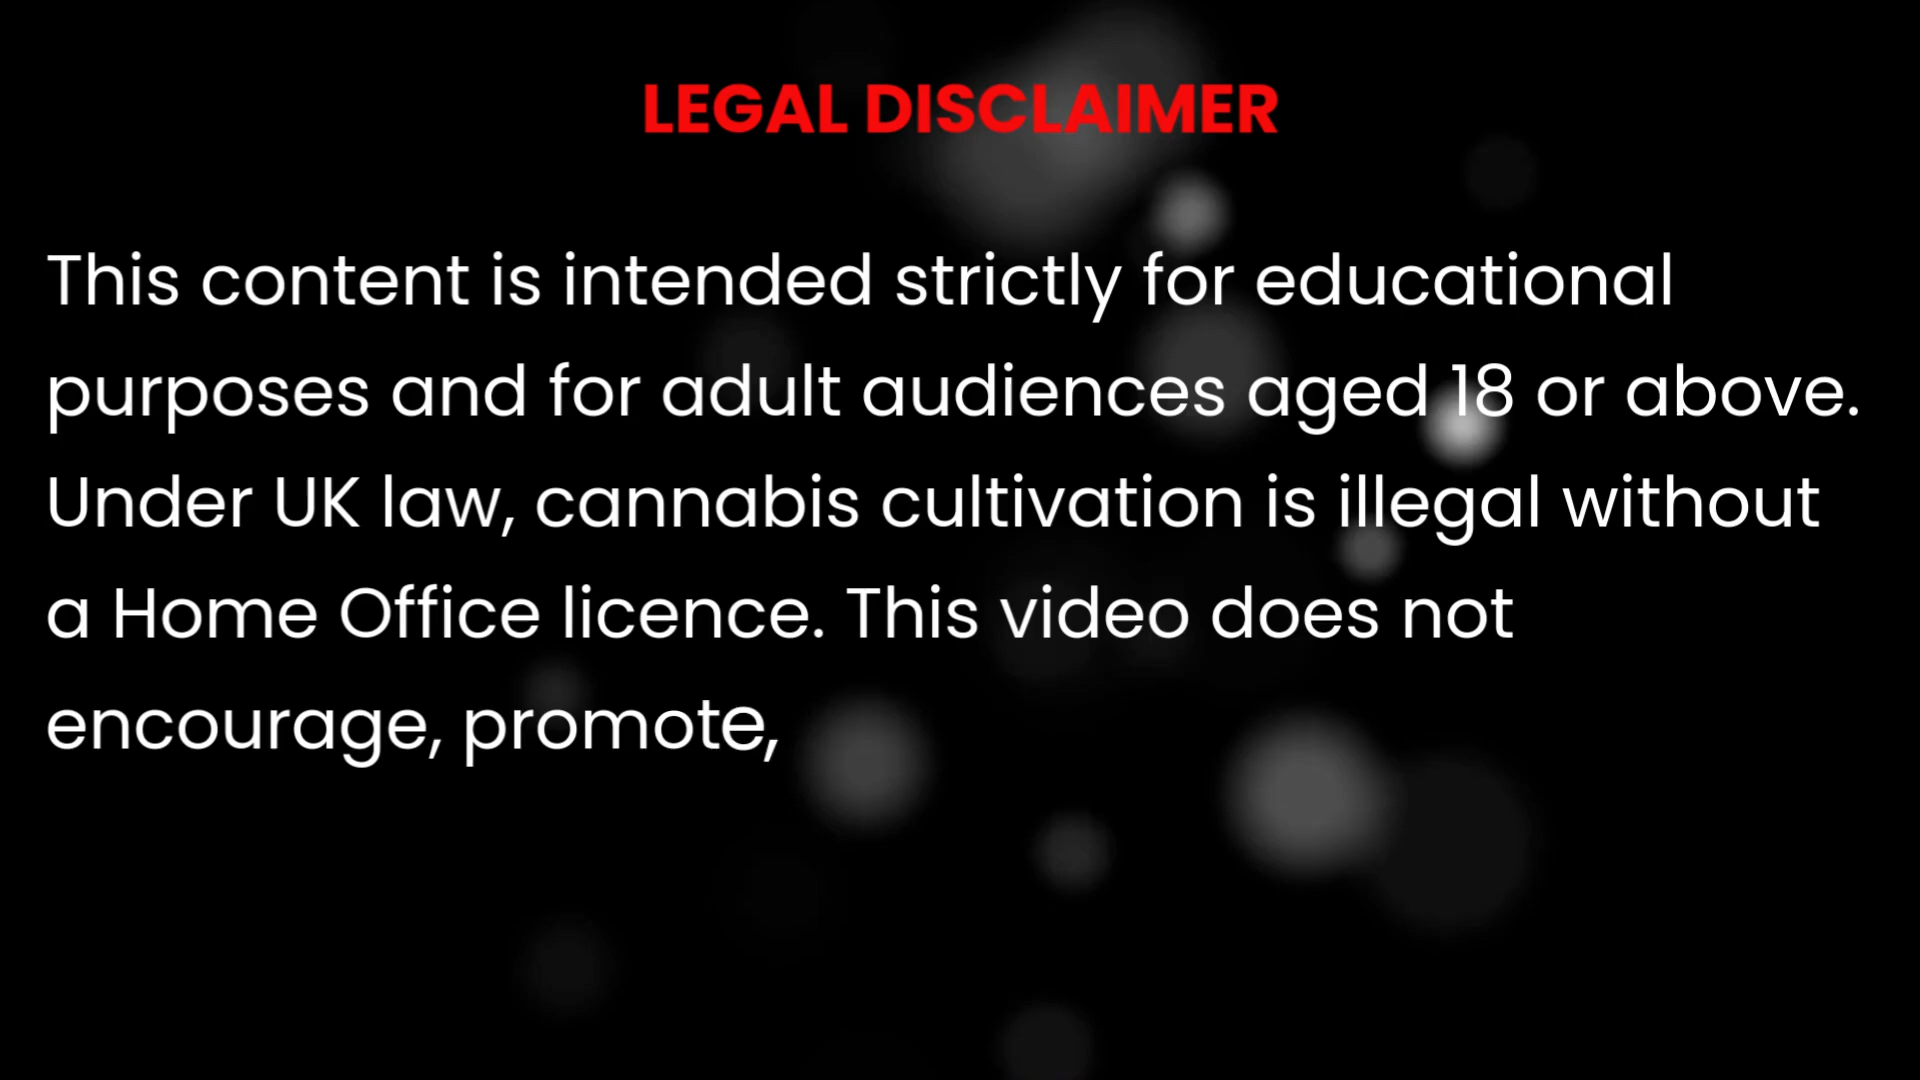 LEGAL DISCLAIMER
This content is intended strictly for educational
purposes and for adult audiences aged 18 or above.
Under UK law, cannabis cultivation is illegal without
a Home Office licence. This video does not
encourage, promote,